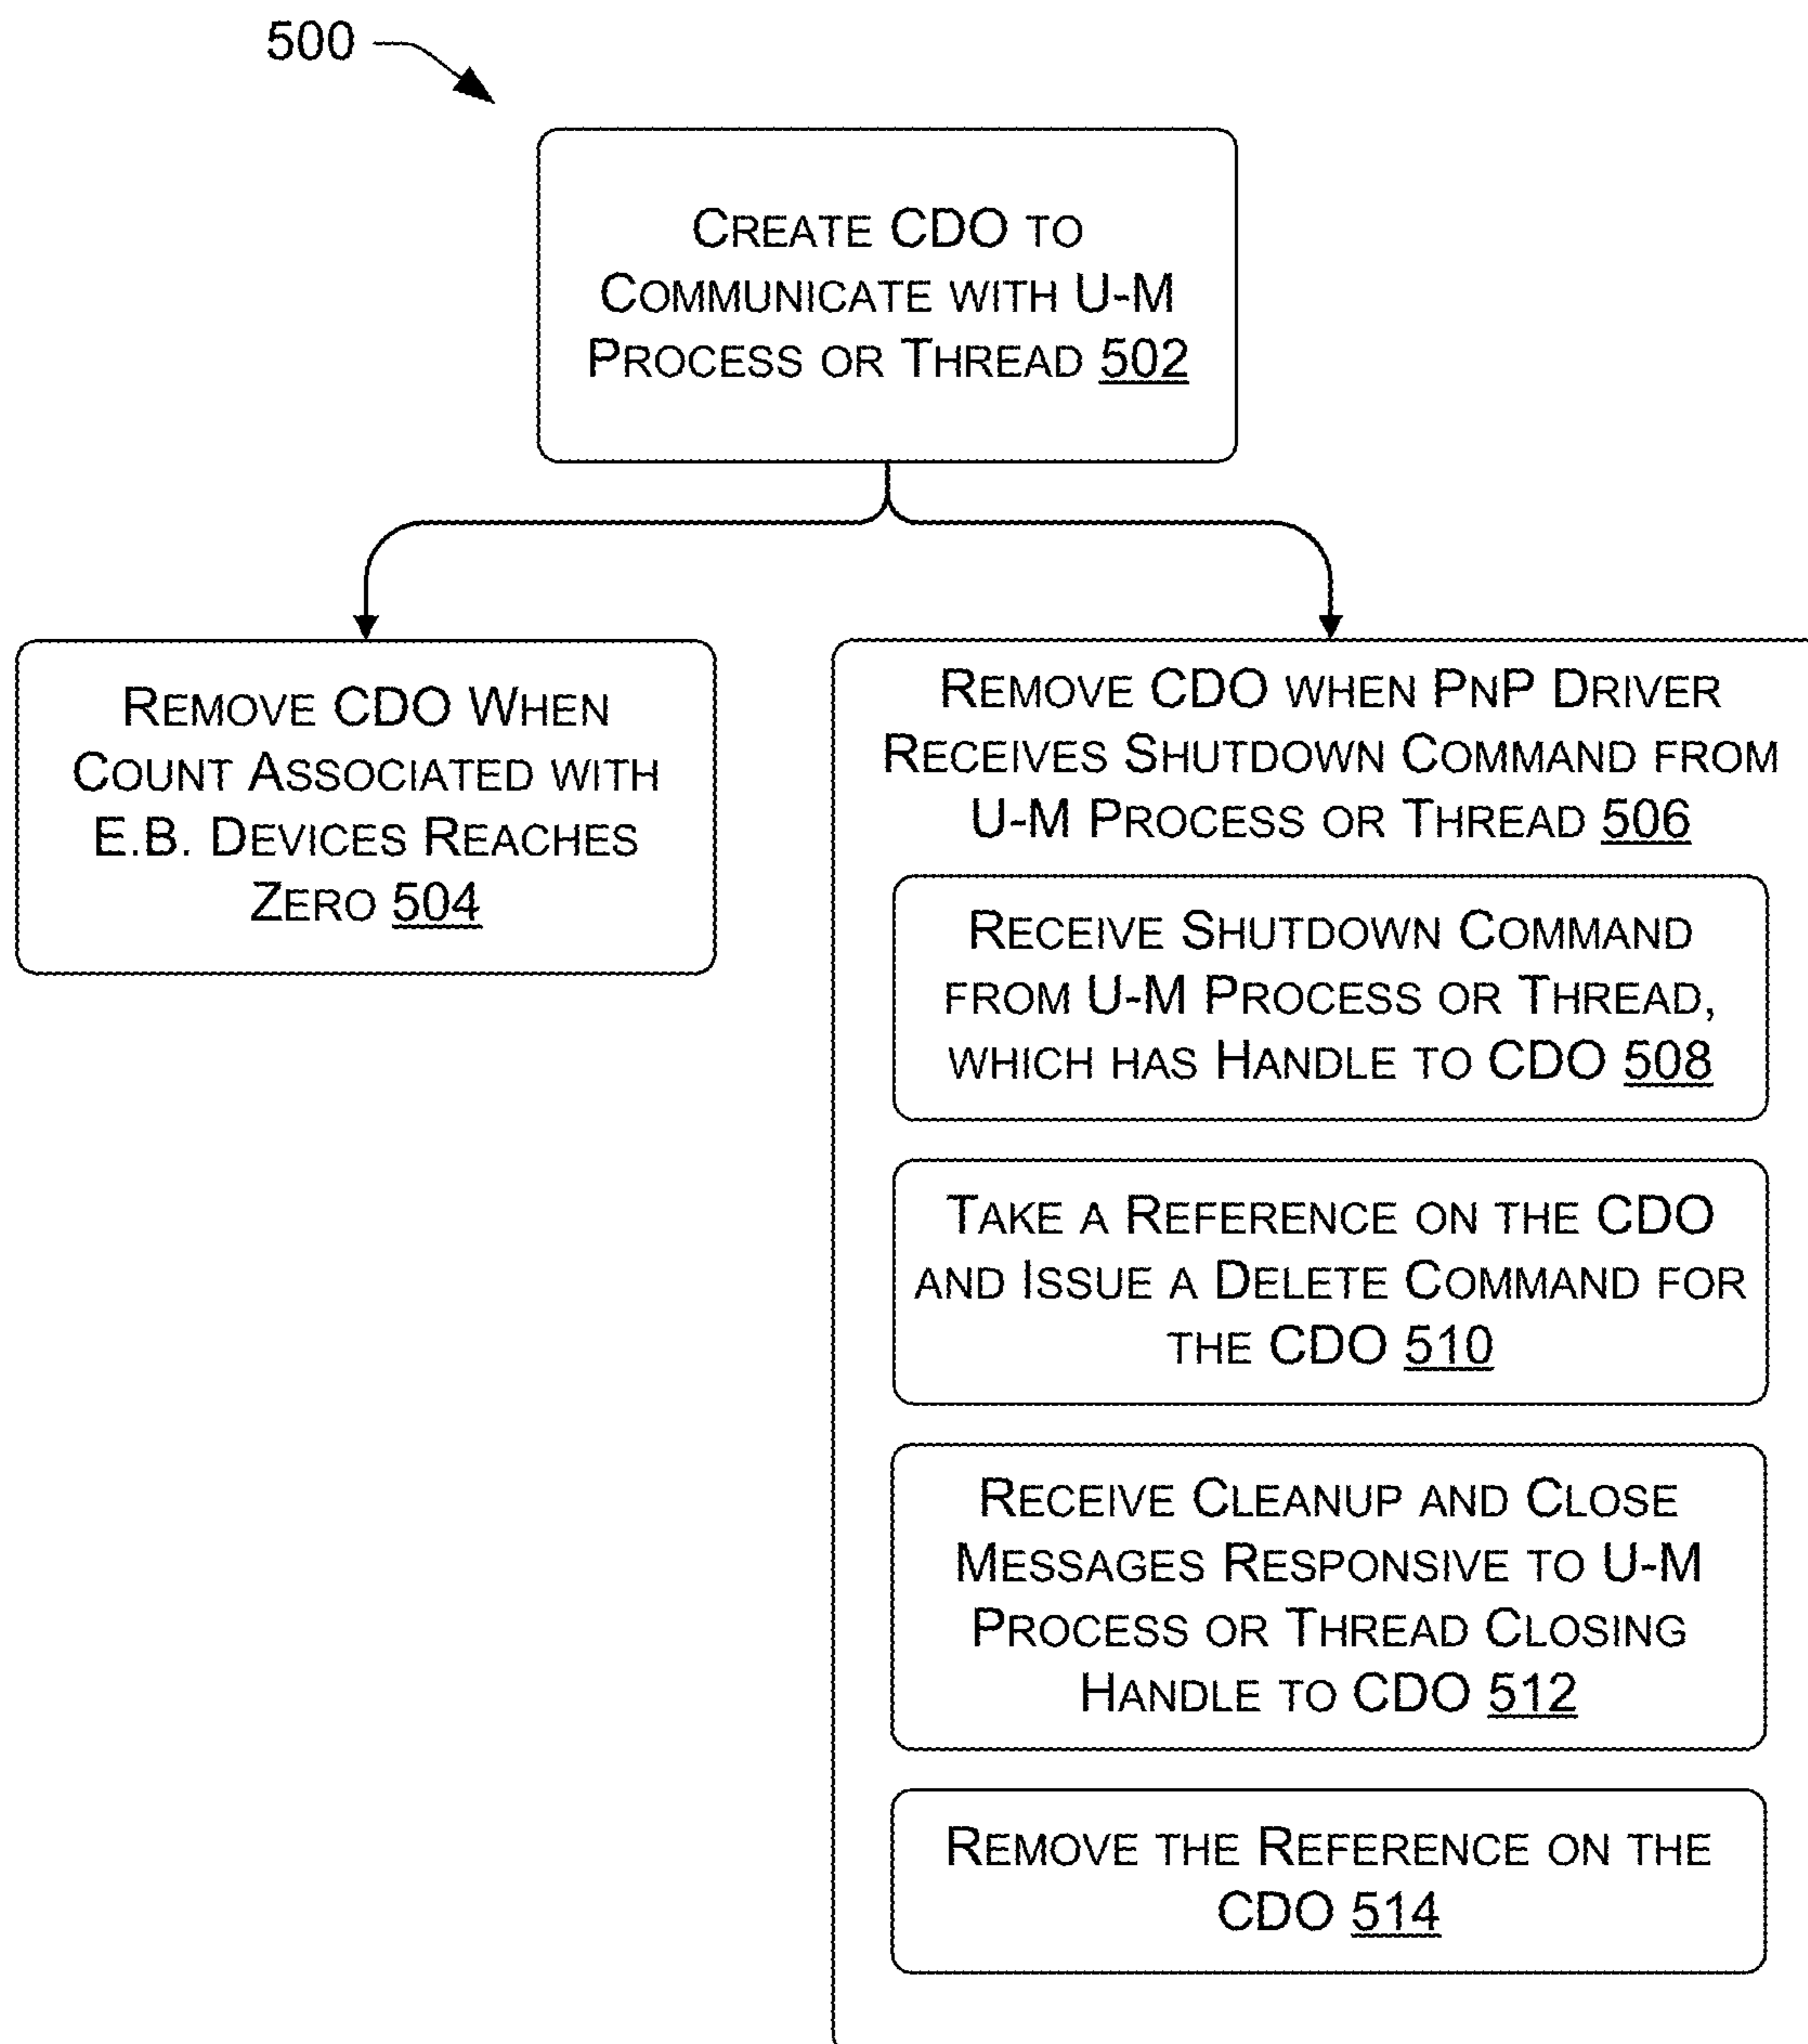 500
CREATE CDO TO
COMMUNICATE WITH U-M
PROCESS OR THREAD 502
REMOVE CDO WHEN
COUNT ASSOCIATED WITH
E.B. DEVICES REACHES
ZERO 504
REMOVE CDO WHEN PNP DRIVER
RECEIVES SHUTDOWN COMMAND FROM
U-M PROCESS OR THREAD 506
RECEIVE SHUTDOWN COMMAND
FROM U-M PROCESS OR THREAD,
WHICH HAS HANDLE TO CDO 508
TAKE A REFERENCE ON THE CDO
AND ISSUE A DELETE COMMAND FOR
THE CDO 510
RECEIVE CLEANUP AND CLOSE
MESSAGES RESPONSIVE TO U-M
PROCESS OR THREAD CLOSING
HANDLE TO CDO 512
REMOVE THE REFERENCE ON THE
CDO 514